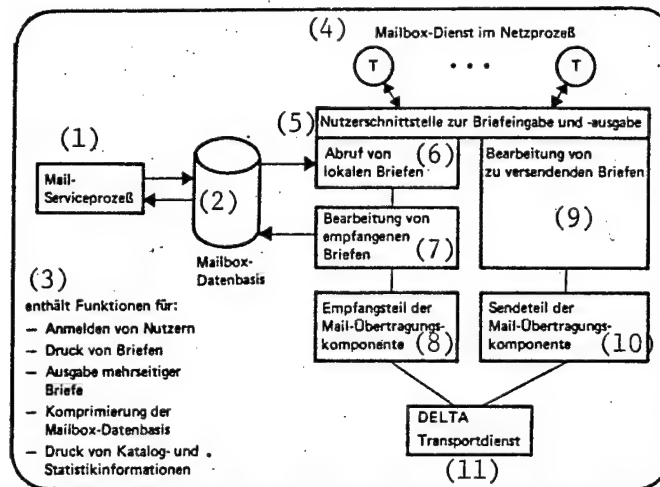 (4) Mailbox-Dienst im Netzprozeß
T • • • T
(5) Nutzerschnittstelle zur Briefeingabe und -ausgabe
(1)
Mail-
Serviceprozeß
(2)
Mailbox-
Datenbasis
Abruf von (6)
lokalen Briefen
Bearbeitung von
empfangenen
Briefen (7)
Bearbeitung von
zu versendenden Briefen
(9)
Empfangsteil der
Mail-Übertragungs-
komponente (8)
Sendeteil der
Mail-Übertragungs-
komponente (10)
DELTA
Transportdienst
(11)
(3)
enthält Funktionen für:
— Anmelden von Nutzern
— Druck von Briefen
— Ausgabe mehrseitiger
Briefe
— Komprimierung der
Mailbox-Datenbasis
— Druck von Katalog- und
Statistikinformationen